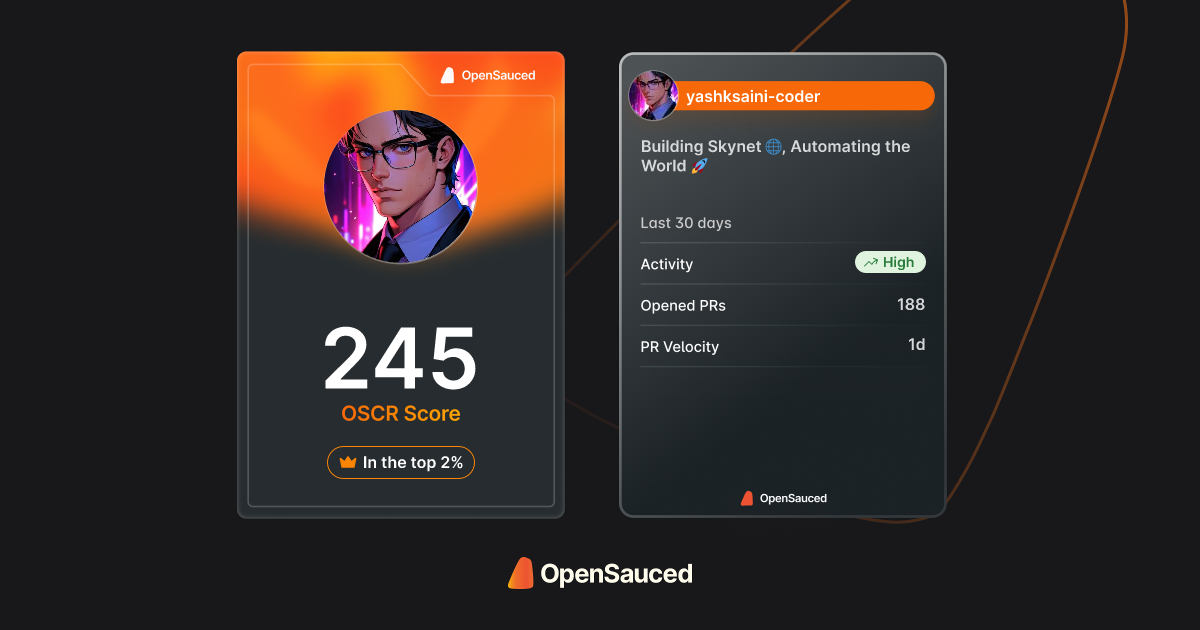 OpenSauced
245
OSCR Score
In the top 2%
yashksaini-coder
Building Skynet 🌐, Automating the
World 🚀
Last 30 days
Activity High
Opened PRs 188
PR Velocity 1d
OpenSauced
OpenSauced